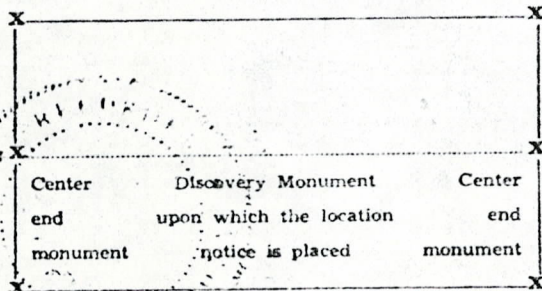 X X
X X
Center Discovery Monument Center
end upon which the location end
monument notice is placed monument
X X